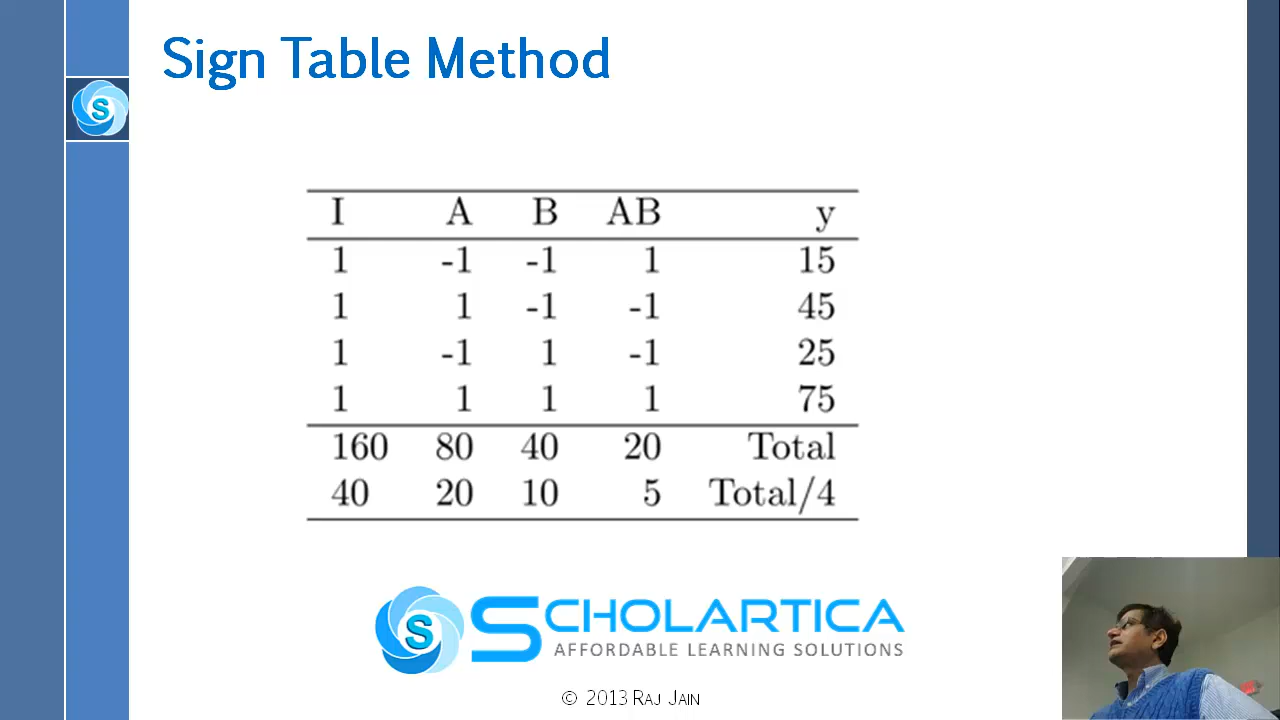 Sign Table Method
S
I A B AB y
1 -1 -1 1 15
1 1 -1 -1 45
1 -1 1 -1 25
1 1 1 1 75
160 80 40 20 Total
40 20 10 5 Total/4
S SCHOLARTICA
AFFORDABLE LEARNING SOLUTIONS
© 2013 RAJ JAIN